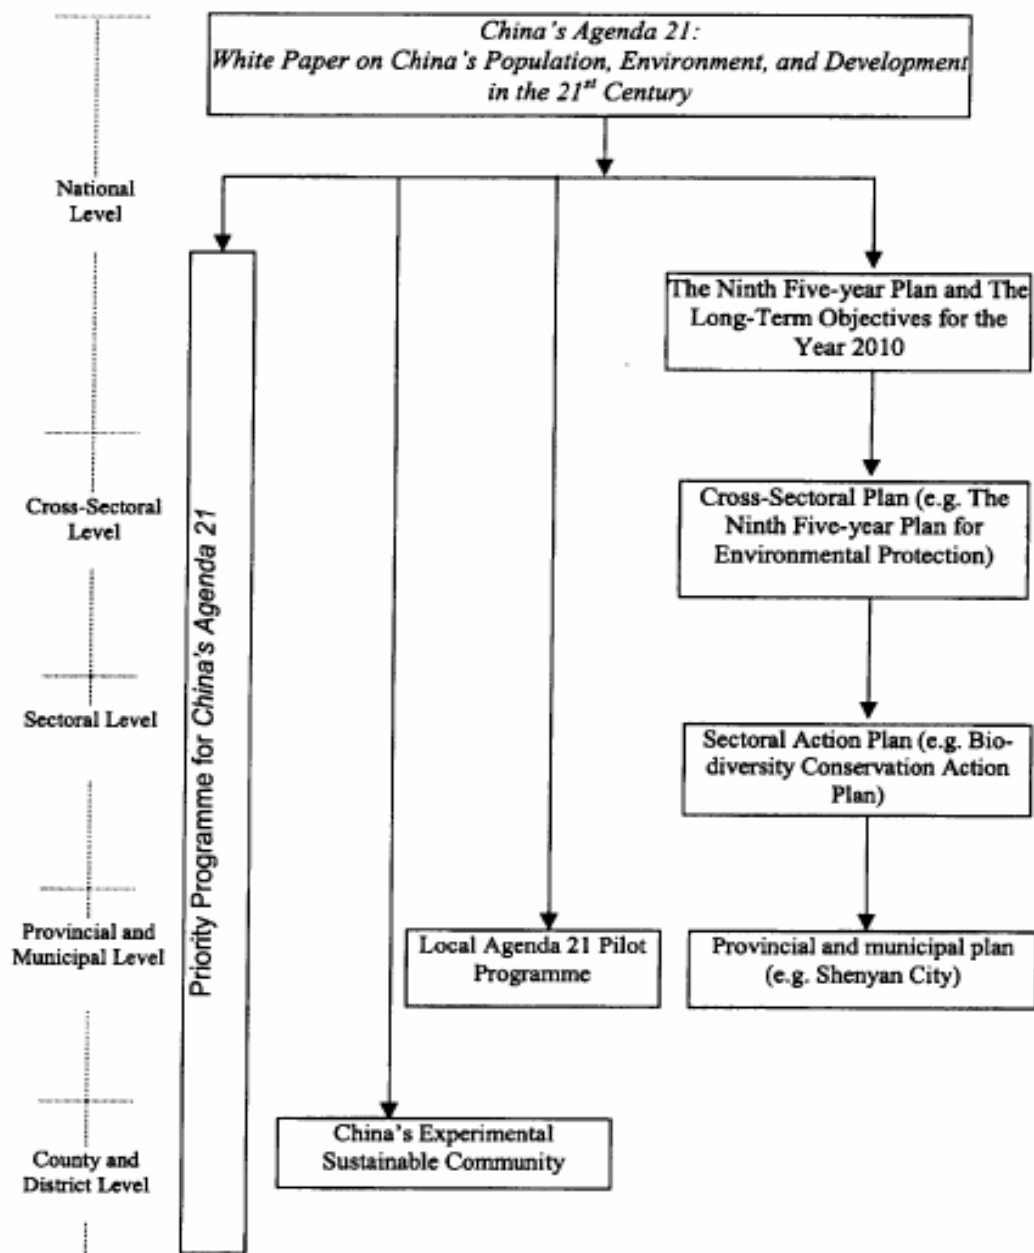 China's Agenda 21:
White Paper on China's Population, Environment, and Development
in the 21st Century
National
Level
The Ninth Five-year Plan and The
Long-Term Objectives for the
Year 2010
Cross-Sectoral
Level
Cross-Sectoral Plan (e.g. The
Ninth Five-year Plan for
Environmental Protection)
Priority Programme for China's Agenda 21
Sectoral Level
Sectoral Action Plan (e.g. Bio-
diversity Conservation Action
Plan)
Provincial and
Municipal Level
Local Agenda 21 Pilot
Programme
Provincial and municipal plan
(e.g. Shenyan City)
County and
District Level
China's Experimental
Sustainable Community